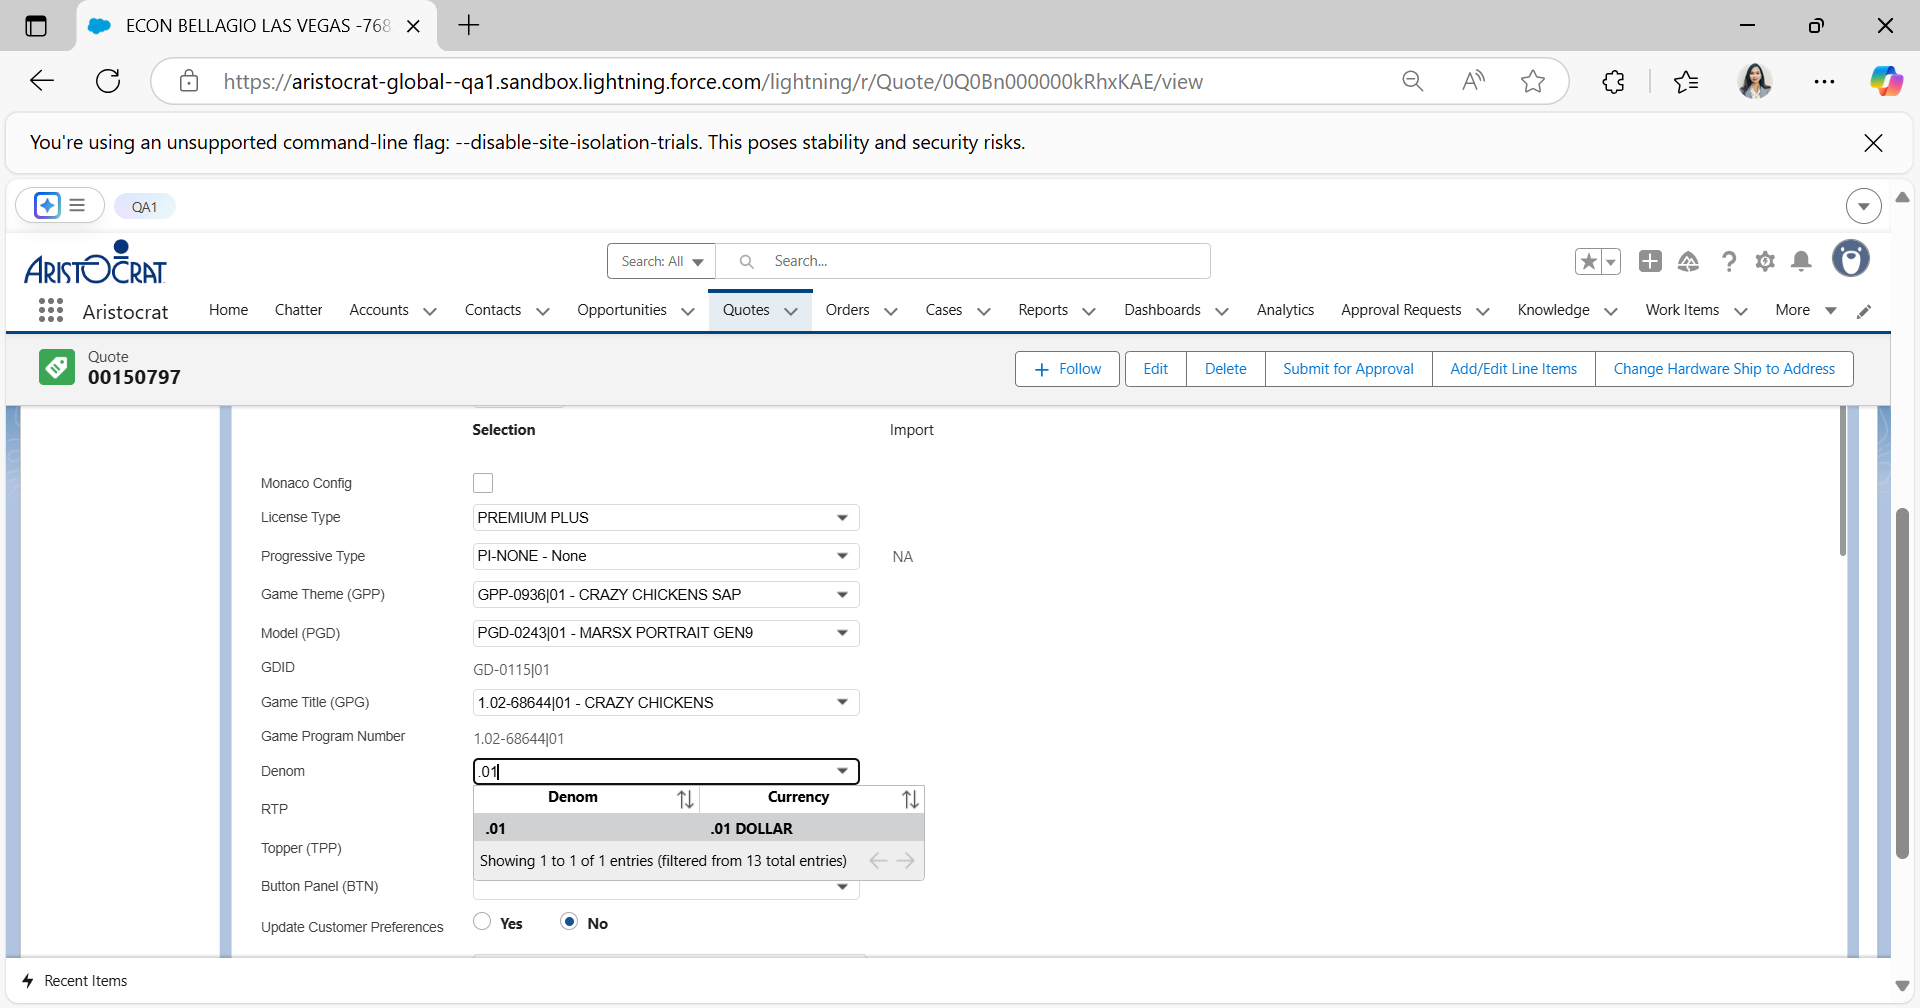 ECON BELLAGIO LAS VEGAS -768
https://aristocrat-global--qa1.sandbox.lightning.force.com/lightning/r/Quote/0Q0Bn000000kRhxKAE/view
You're using an unsupported command-line flag: --disable-site-isolation-trials. This poses stability and security risks.
QA1
ARISTOCRAT
Search: All
Search...
Aristocrat
Home
Chatter
Accounts
Contacts
Opportunities
Quotes
Orders
Cases
Reports
Dashboards
Analytics
Approval Requests
Knowledge
Work Items
More
Quote
00150797
Follow
Edit
Delete
Submit for Approval
Add/Edit Line Items
Change Hardware Ship to Address
Selection
Import
Monaco Config
License Type
PREMIUM PLUS
Progressive Type
PI-NONE - None
NA
Game Theme (GPP)
GPP-0936|01 - CRAZY CHICKENS SAP
Model (PGD)
PGD-0243|01 - MARSX PORTRAIT GEN9
GDID
GD-0115|01
Game Title (GPG)
1.02-68644|01 - CRAZY CHICKENS
Game Program Number
1.02-68644|01
Denom
.01
Denom
Currency
RTP
.01
.01 DOLLAR
Topper (TPP)
Showing 1 to 1 of 1 entries (filtered from 13 total entries)
Button Panel (BTN)
Update Customer Preferences
Yes
No
Recent Items